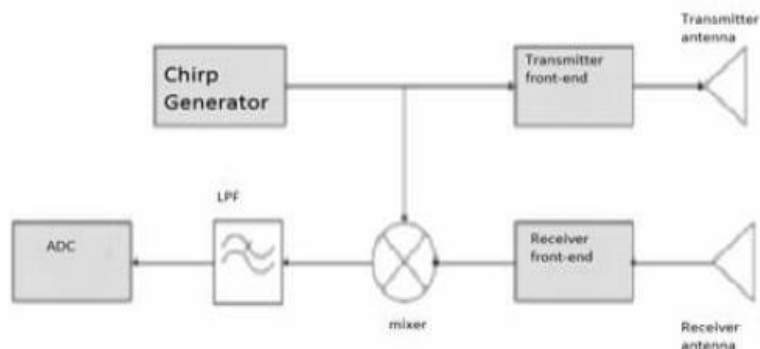 Transmitter
antenna
Chirp
Generator
Transmitter
front-end
LPF
ADC
Receiver
front-end
mixer
Receiver
antenna